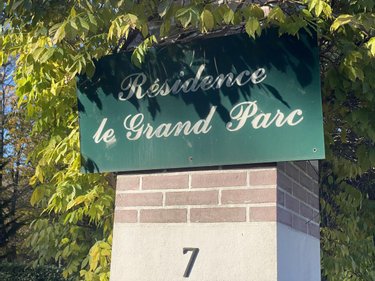 Résidence
le Grand Parc
7